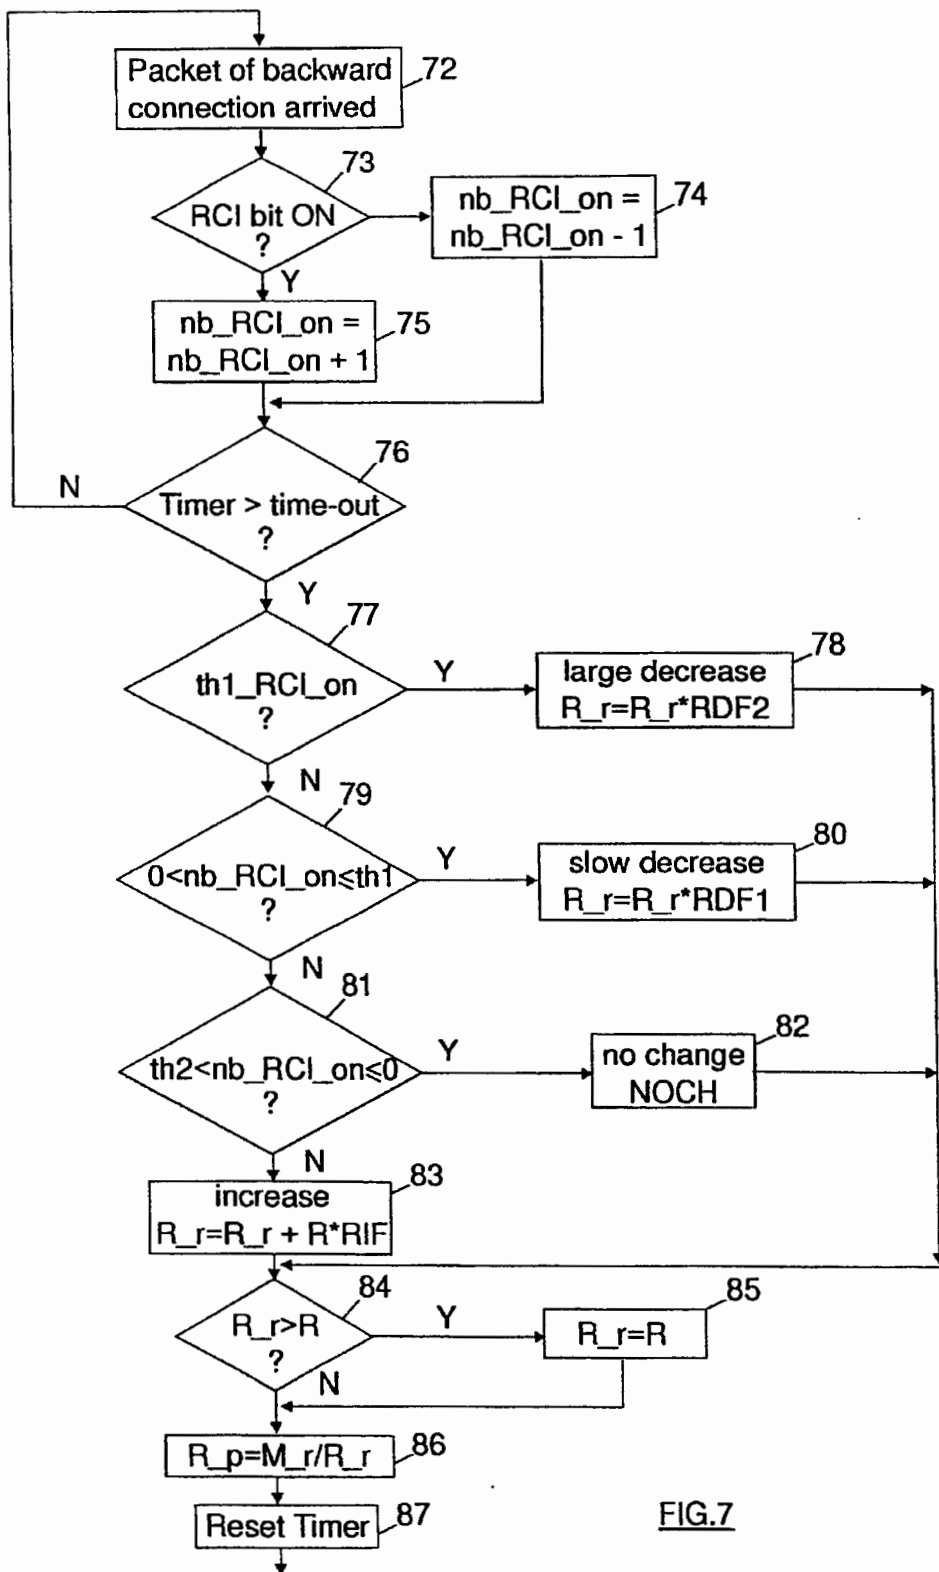 Packet of backward
connection arrived
72
73
RCI bit ON
?
Y
nb_RCI_on =
nb_RCI_on - 1
74
nb_RCI_on =
nb_RCI_on + 1
75
76
N
Timer > time-out
?
Y
77
th1_RCI_on
?
Y
N
large decrease
R_r=R_r*RDF2
78
79
0<nb_RCI_on≤th1
?
Y
N
slow decrease
R_r=R_r*RDF1
80
81
th2<nb_RCI_on≤0
?
Y
N
no change
NOCH
82
increase
R_r=R_r + R*RIF
83
84
R_r>R
?
Y
N
R_r=R
85
R_p=M_r/R_r
86
Reset Timer
87
FIG.7